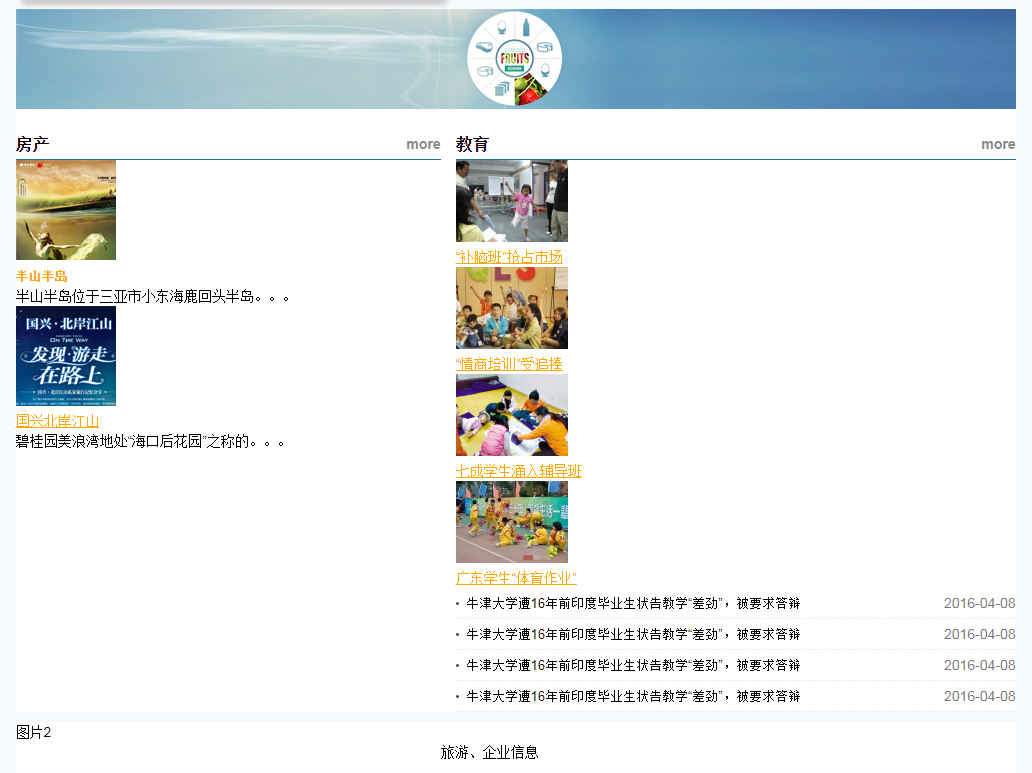 FRUITS
房产 more
半山半岛
半山半岛位于三亚市小东海鹿回头半岛。。。
国兴·北岸江山
ON THE WAY
发现·游走
在路上
国兴北岸江山
碧桂园美浪湾地处“海口后花园”之称的。。。
教育 more
“补脑班”抢占市场
“情商培训”受追捧
七成学生涌入辅导班
广东学生“体育作业”
· 牛津大学遭16年前印度毕业生状告教学“差劲”，被要求答辩 2016-04-08
· 牛津大学遭16年前印度毕业生状告教学“差劲”，被要求答辩 2016-04-08
· 牛津大学遭16年前印度毕业生状告教学“差劲”，被要求答辩 2016-04-08
· 牛津大学遭16年前印度毕业生状告教学“差劲”，被要求答辩 2016-04-08
图片2
旅游、企业信息